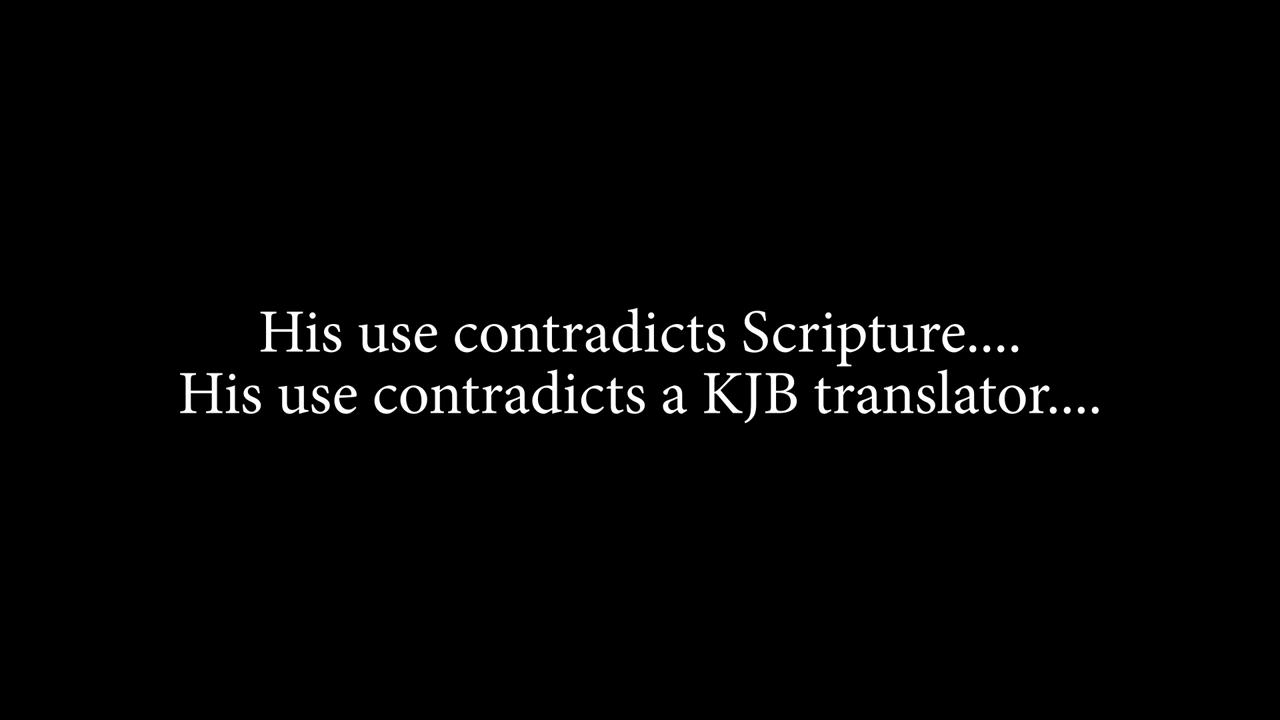 His use contradicts Scripture....
His use contradicts a KJB translator....